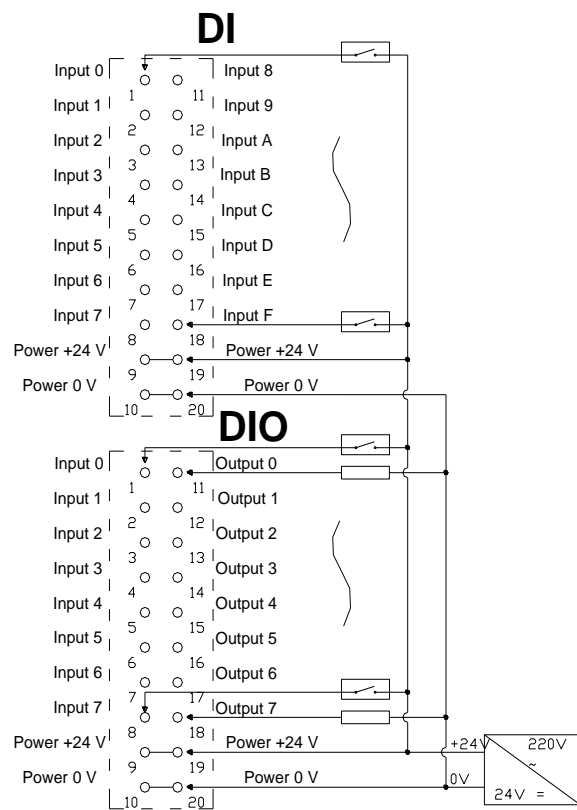 DI
Input 0 Input 8
1 11
Input 1 Input 9
2 12
Input 2 Input A
3 13
Input 3 Input B
4 14
Input 4 Input C
5 15
Input 5 Input D
6 16
Input 6 Input E
7 17
Input 7 Input F
8 18
Power +24 V Power +24 V
9 19
Power 0 V Power 0 V
10 20
DIO
Input 0 Output 0
1 11
Input 1 Output 1
2 12
Input 2 Output 2
3 13
Input 3 Output 3
4 14
Input 4 Output 4
5 15
Input 5 Output 5
6 16
Input 6 Output 6
7 17
Input 7 Output 7
8 18
Power +24 V Power +24 V +24V 220V
~
9 19
Power 0 V Power 0 V 0V
24V =
10 20